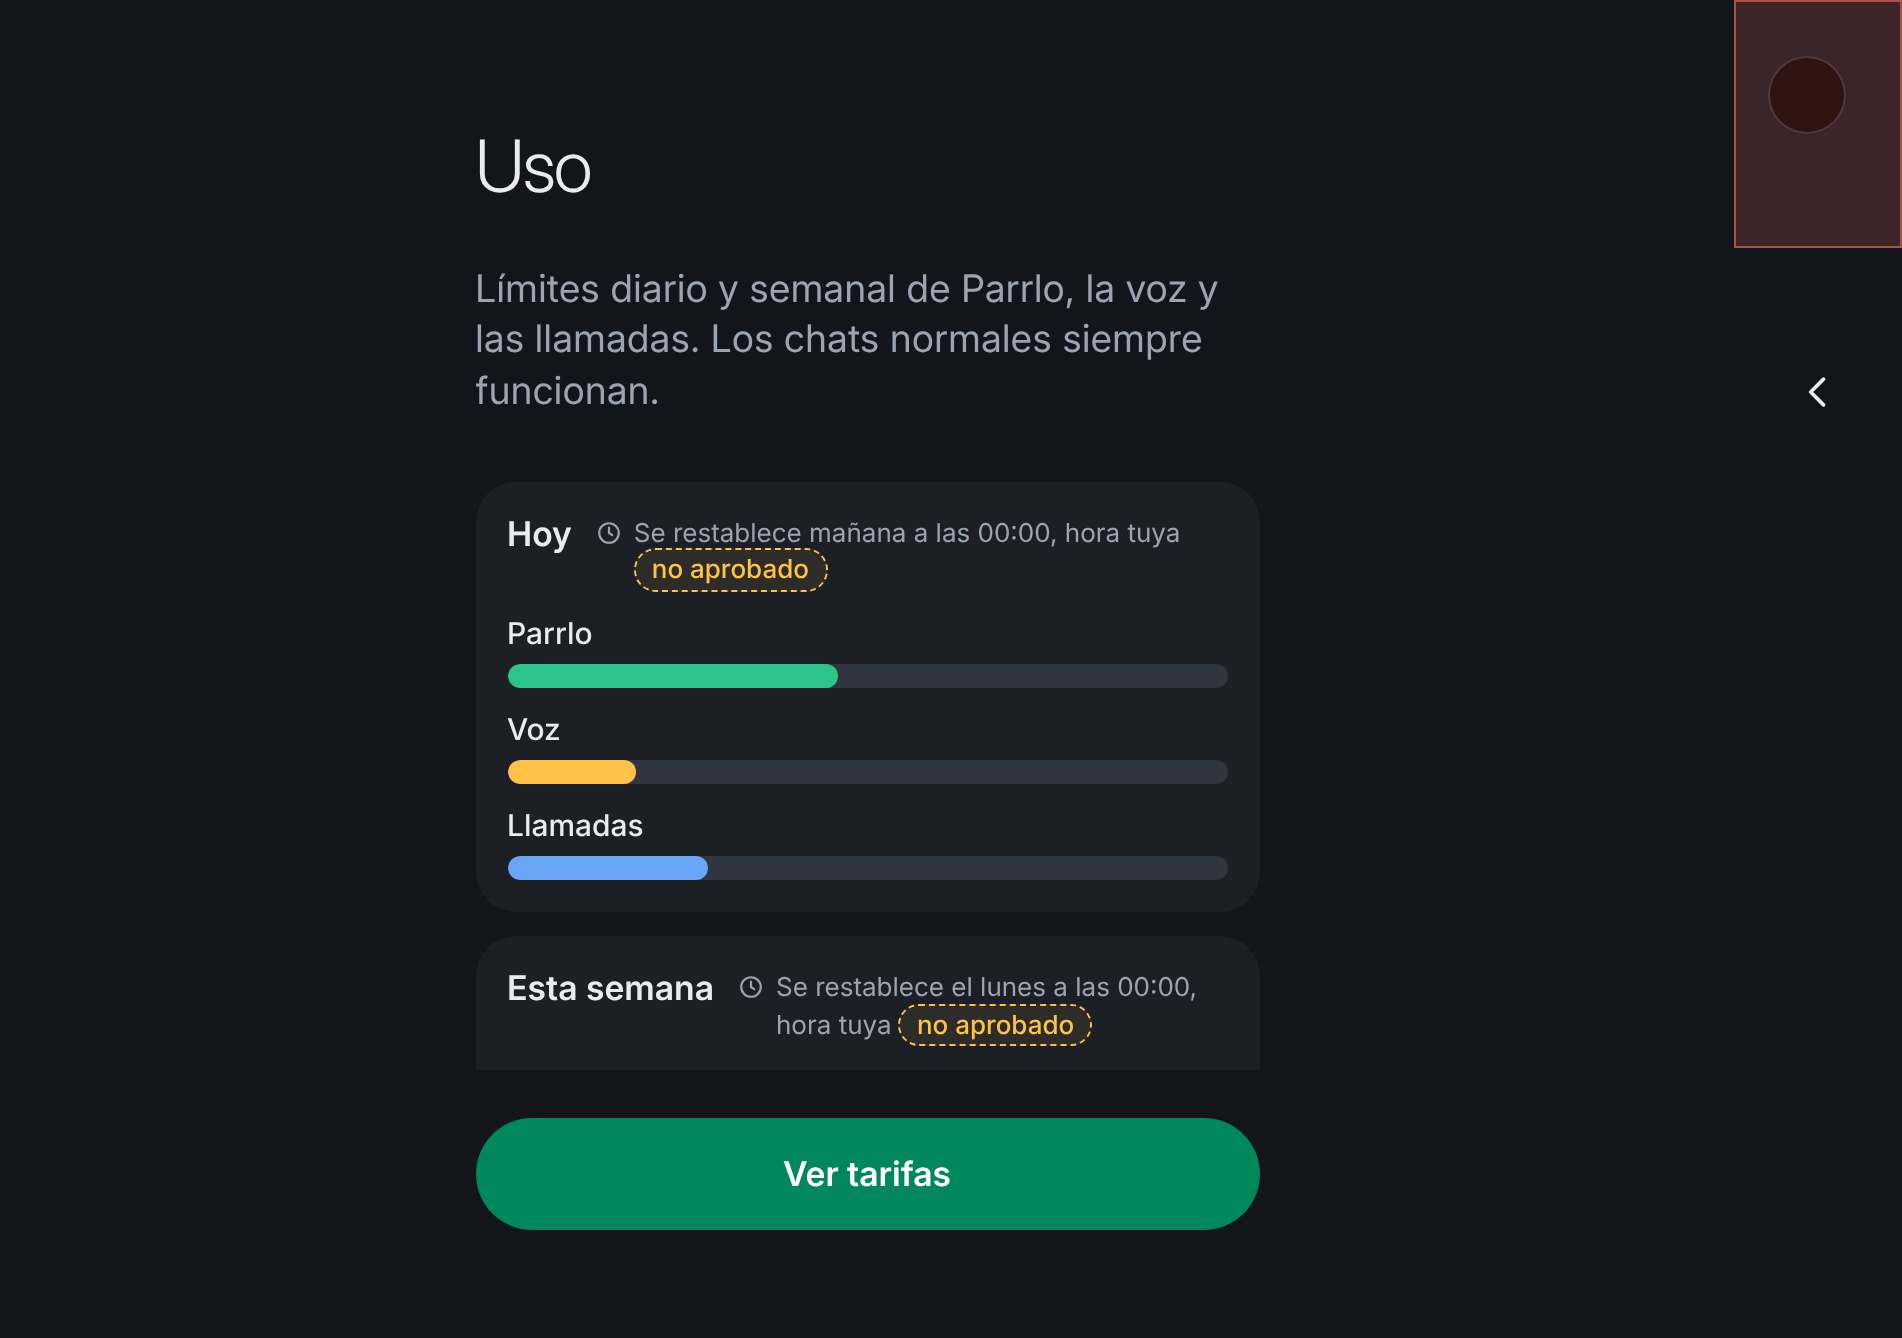 Uso
Límites diario y semanal de Parrlo, la voz y
las llamadas. Los chats normales siempre
funcionan.
Hoy Se restablece mañana a las 00:00, hora tuya
no aprobado
Parrlo
Voz
Llamadas
Esta semana Se restablece el lunes a las 00:00,
hora tuya no aprobado
Ver tarifas